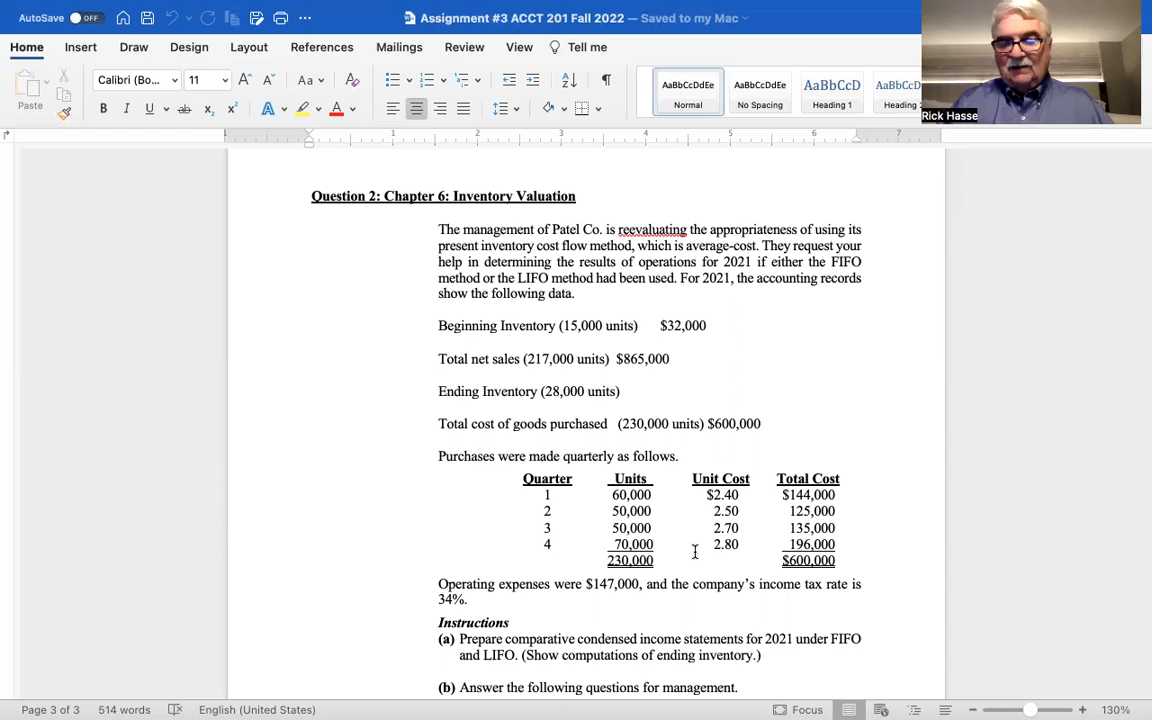 AutoSave OFF
Assignment #3 ACCT 201 Fall 2022 — Saved to my Mac
Home Insert Draw Design Layout References Mailings Review View Tell me
Paste
Calibri (Bo... 11
AaBbCcDdEe AaBbCcDdEe AaBbCcD AaBbCcDd
Normal No Spacing Heading 1 Heading 2
Rick Hasse
1 1 2 3 4 5 6 7
Question 2: Chapter 6: Inventory Valuation
The management of Patel Co. is reevaluating the appropriateness of using its
present inventory cost flow method, which is average-cost. They request your
help in determining the results of operations for 2021 if either the FIFO
method or the LIFO method had been used. For 2021, the accounting records
show the following data.
Beginning Inventory (15,000 units) $32,000
Total net sales (217,000 units) $865,000
Ending Inventory (28,000 units)
Total cost of goods purchased (230,000 units) $600,000
Purchases were made quarterly as follows.
Quarter Units Unit Cost Total Cost
1 60,000 $2.40 $144,000
2 50,000 2.50 125,000
3 50,000 2.70 135,000
4 70,000 2.80 196,000
230,000 $600,000
Operating expenses were $147,000, and the company's income tax rate is
34%.
Instructions
(a) Prepare comparative condensed income statements for 2021 under FIFO
and LIFO. (Show computations of ending inventory.)
(b) Answer the following questions for management.
Page 3 of 3 514 words English (United States) Focus 130%